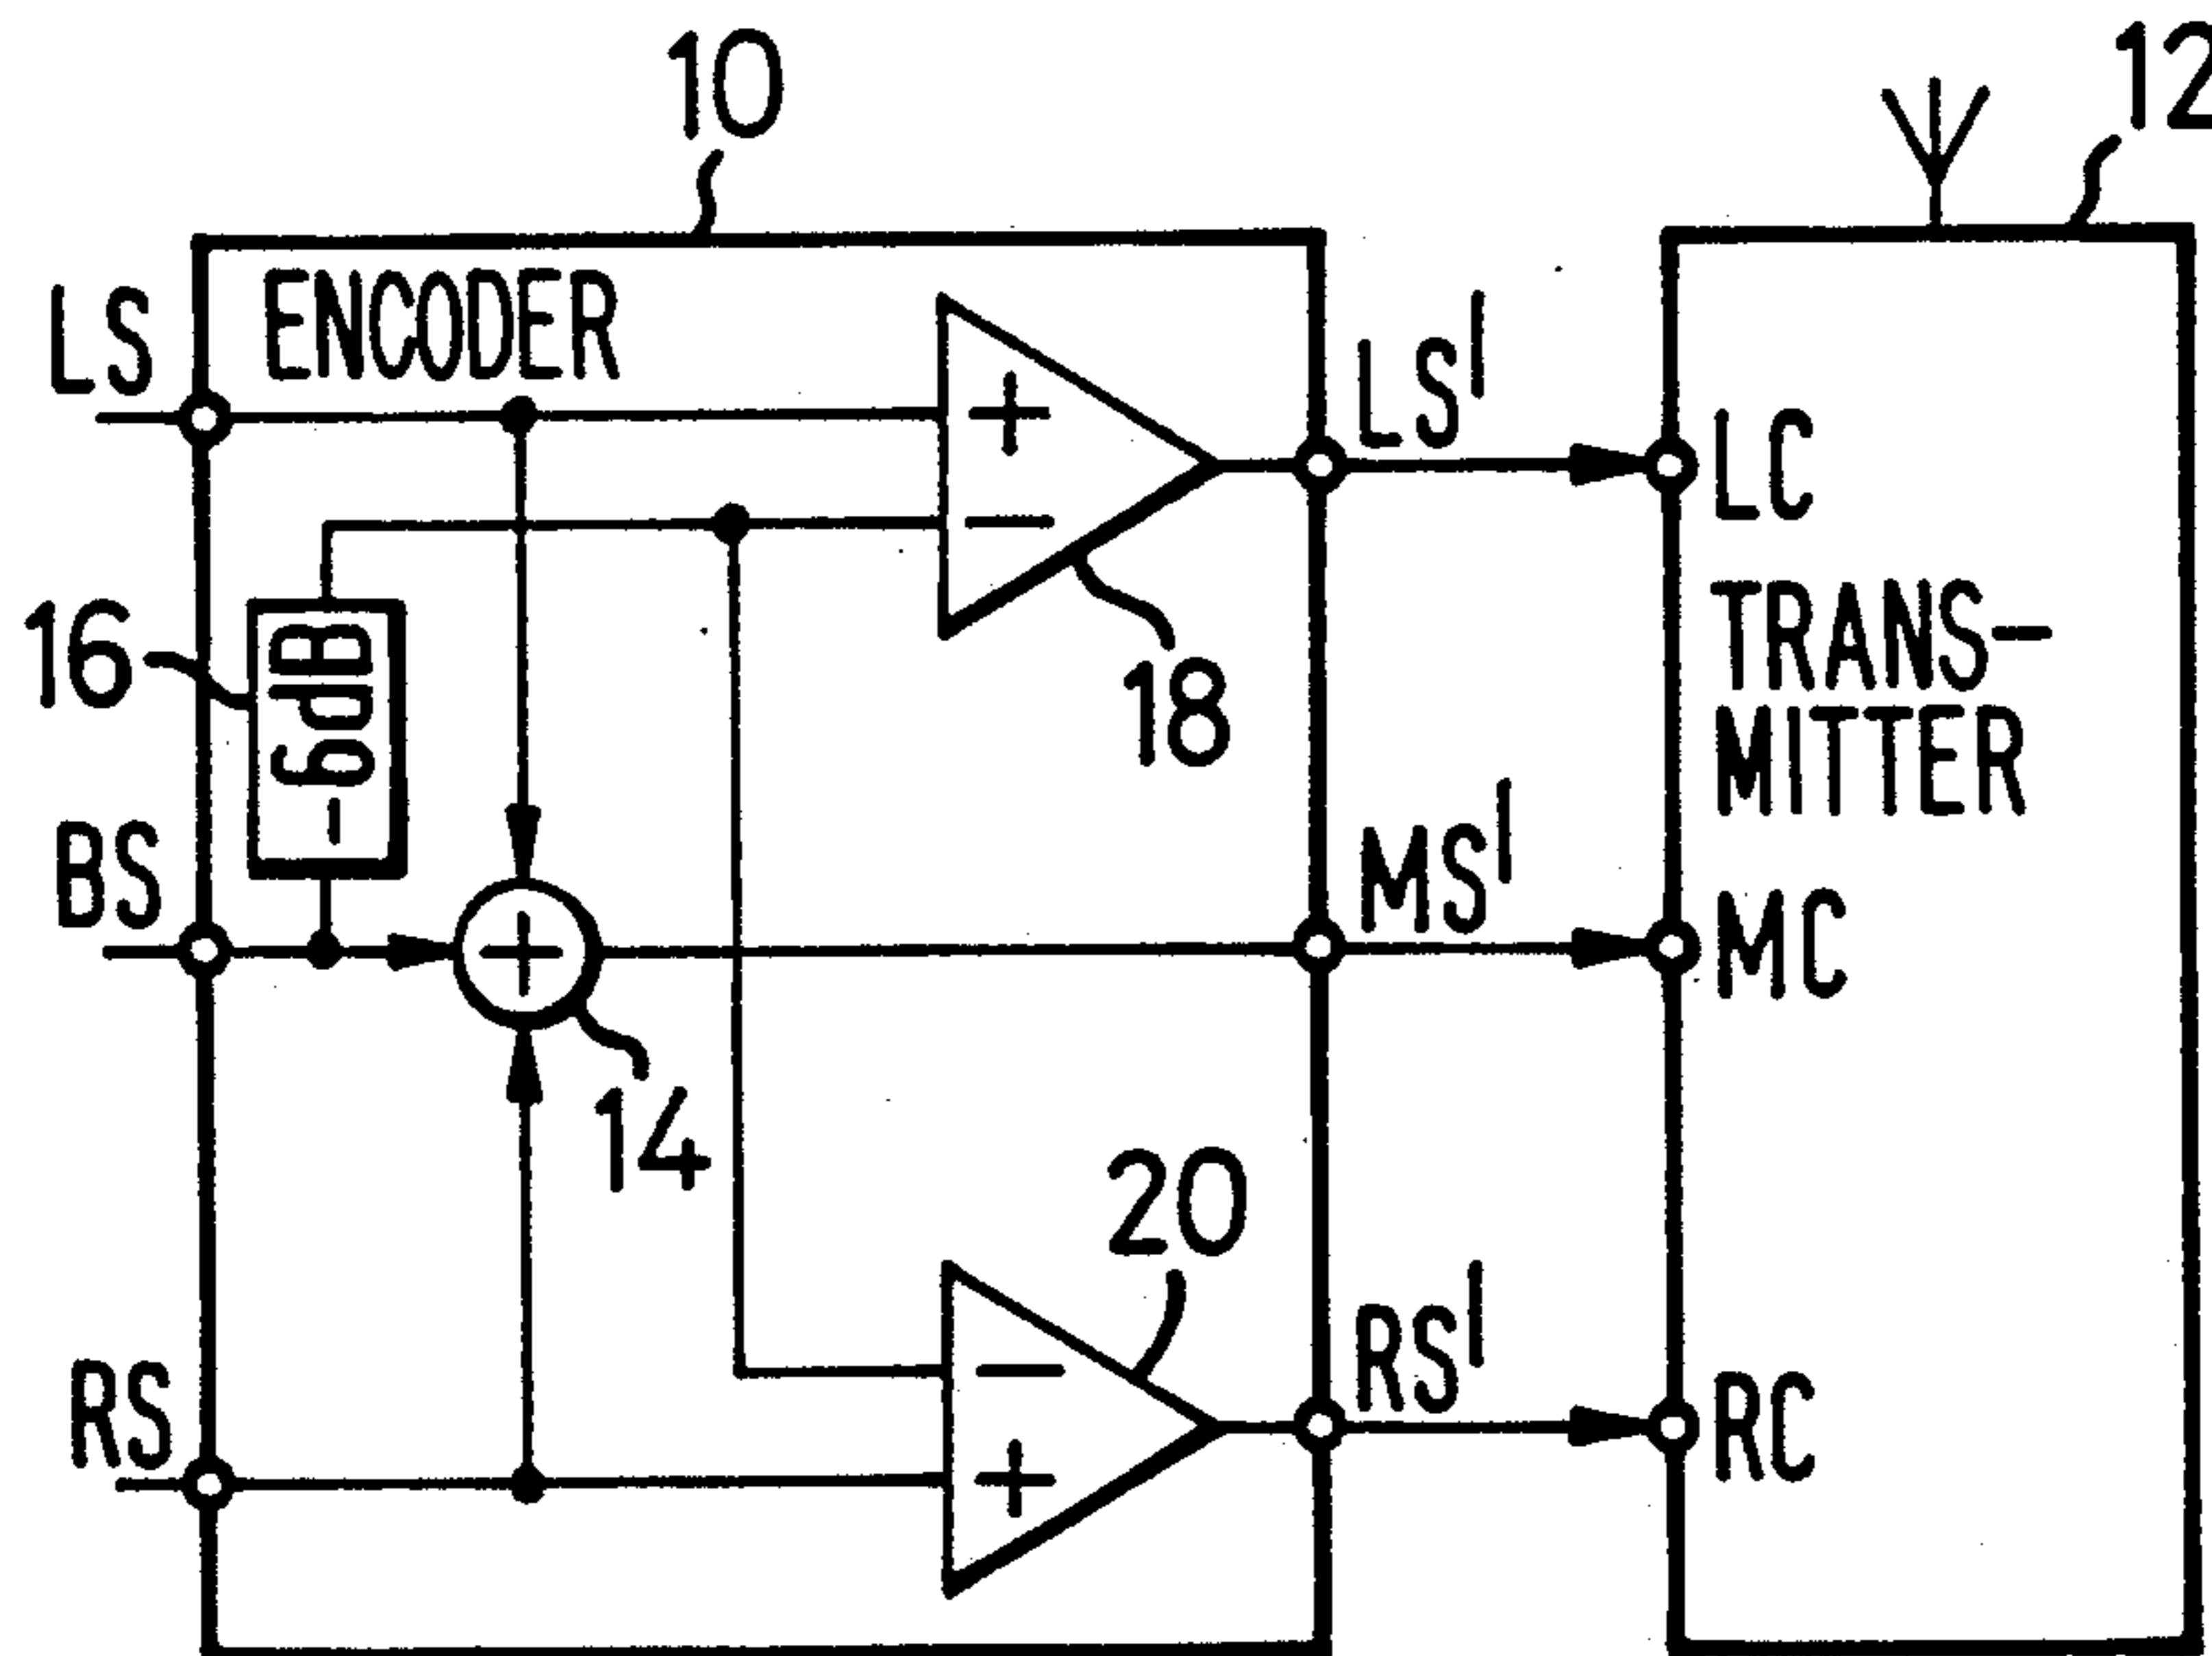 10
12
LS
ENCODER
+
−
LS'
LC
16
-6dB
18
TRANS-
MITTER
BS
+
MS'
MC
14
20
RS
−
+
RS'
RC